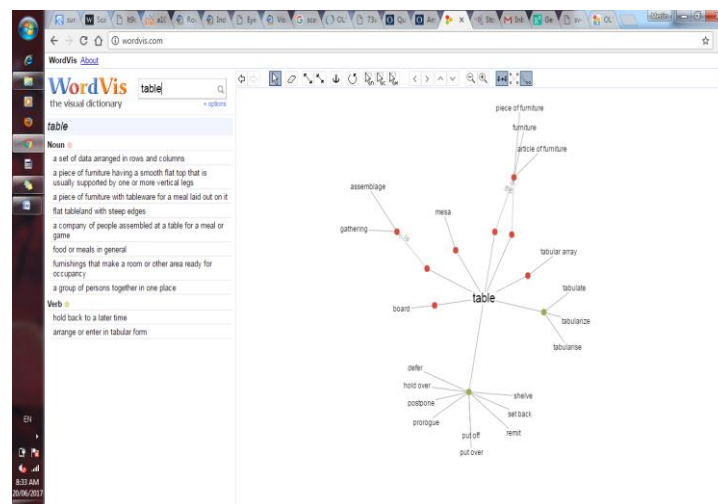 wordvis.com
WordVis About
WordVis
table
the visual dictionary
+ options
table
Noun
a set of data arranged in rows and columns
a piece of furniture having a smooth flat top that is
usually supported by one or more vertical legs
a piece of furniture with tableware for a meal laid out on it
flat tableland with steep edges
a company of people assembled at a table for a meal or
game
food or meals in general
furnishings that make a room or other area ready for
occupancy
a group of persons together in one place
Verb
hold back to a later time
arrange or enter in tabular form
piece of furniture
furniture
article of furniture
assemblage
gathering
mesa
tabular array
table
tabulate
board
tabularize
tabularise
defer
hold over
postpone
prorogue
put off
put over
shelve
set back
remit
EN
8:33 AM
20/06/2017